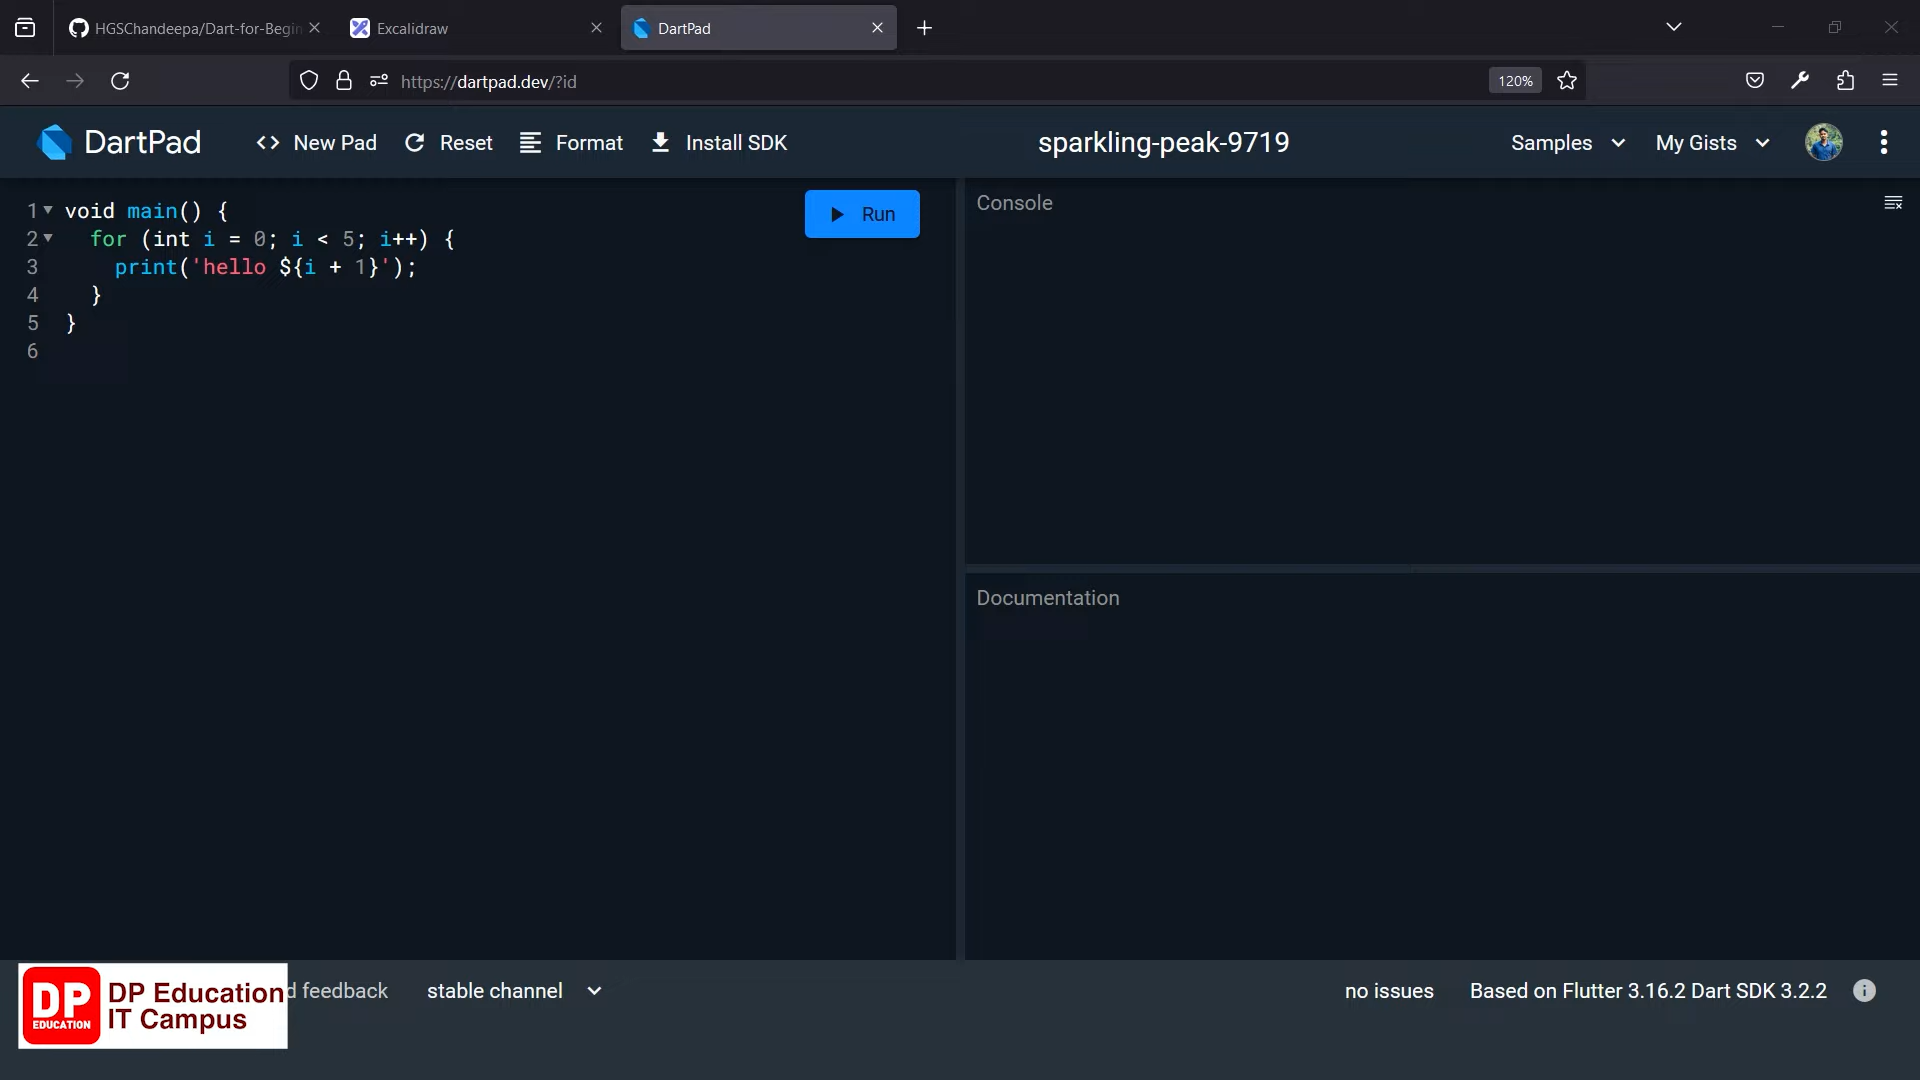 HGSChandeepa/Dart-for-Begin
Excalidraw
DartPad
https://dartpad.dev/?id
120%
DartPad
New Pad
Reset
Format
Install SDK
sparkling-peak-9719
Samples
My Gists
1 void main() {
2 for (int i = 0; i < 5; i++) {
3 print('hello ${i + 1}');
4 }
5 }
6
Run
Console
Documentation
DP
EDUCATION
DP Education
IT Campus
d feedback
stable channel
no issues
Based on Flutter 3.16.2 Dart SDK 3.2.2